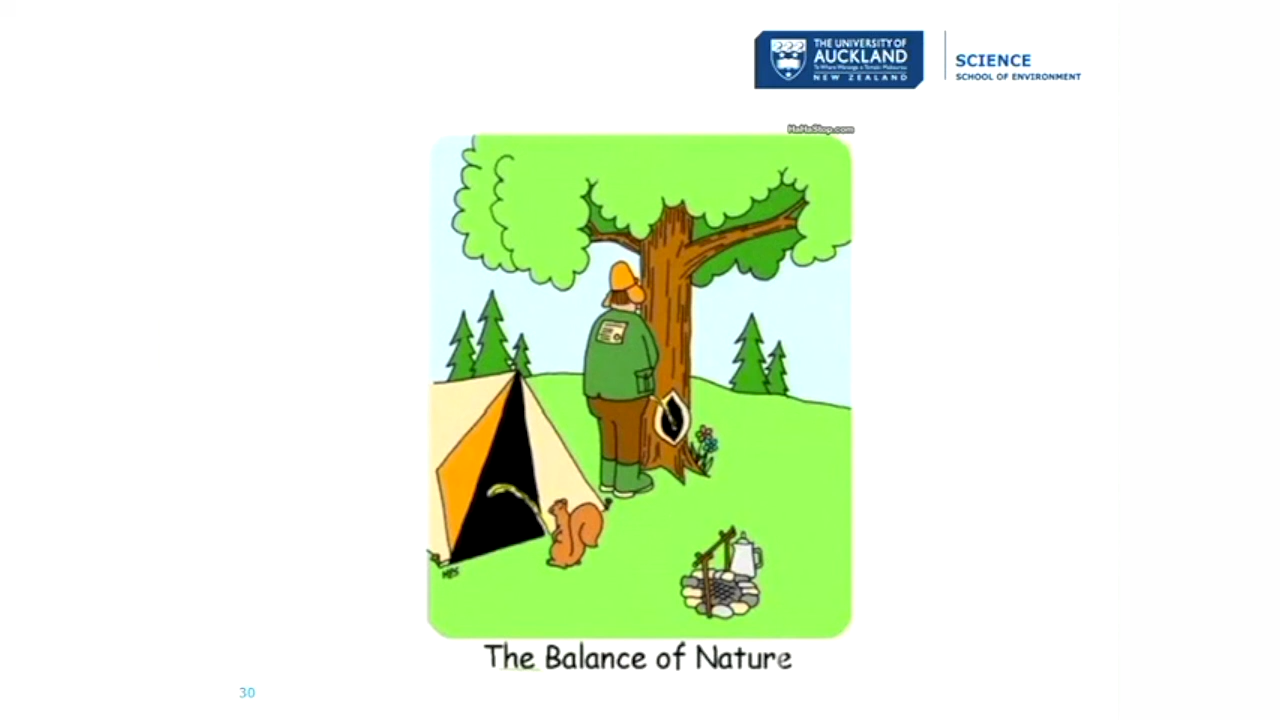 THE UNIVERSITY OF
AUCKLAND
NEW ZEALAND
SCIENCE
SCHOOL OF ENVIRONMENT
HaHaStop.com
The Balance of Nature
30